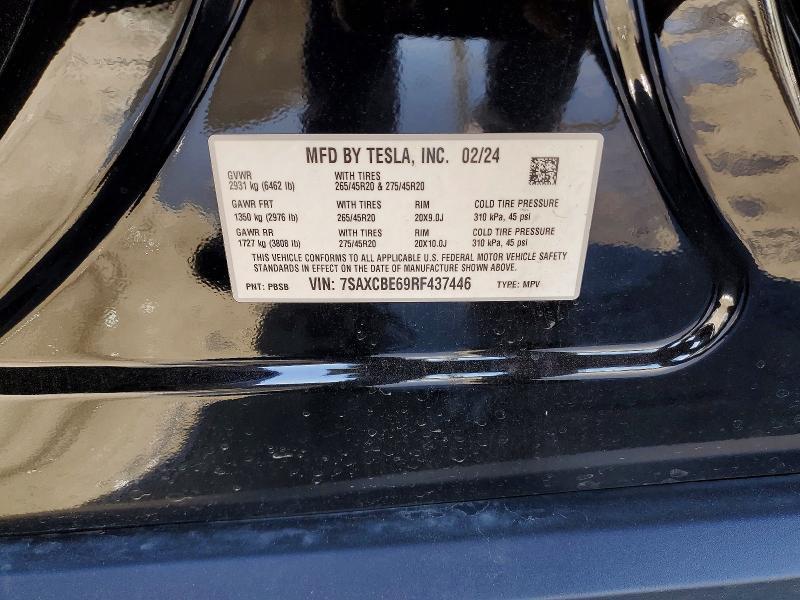 MFD BY TESLA, INC. 02/24
GVWR WITH TIRES
2931 kg (6462 lb) 265/45R20 & 275/45R20
GAWR FRT WITH TIRES RIM COLD TIRE PRESSURE
1350 kg (2976 lb) 265/45R20 20X9.0J 310 kPa, 45 psi
GAWR RR WITH TIRES RIM COLD TIRE PRESSURE
1727 kg (3808 lb) 275/45R20 20X10.0J 310 kPa, 45 psi
THIS VEHICLE CONFORMS TO ALL APPLICABLE U.S. FEDERAL MOTOR VEHICLE SAFETY
STANDARDS IN EFFECT ON THE DATE OF MANUFACTURE SHOWN ABOVE.
PNT: PBSB VIN: 7SAXCBE69RF437446 TYPE: MPV